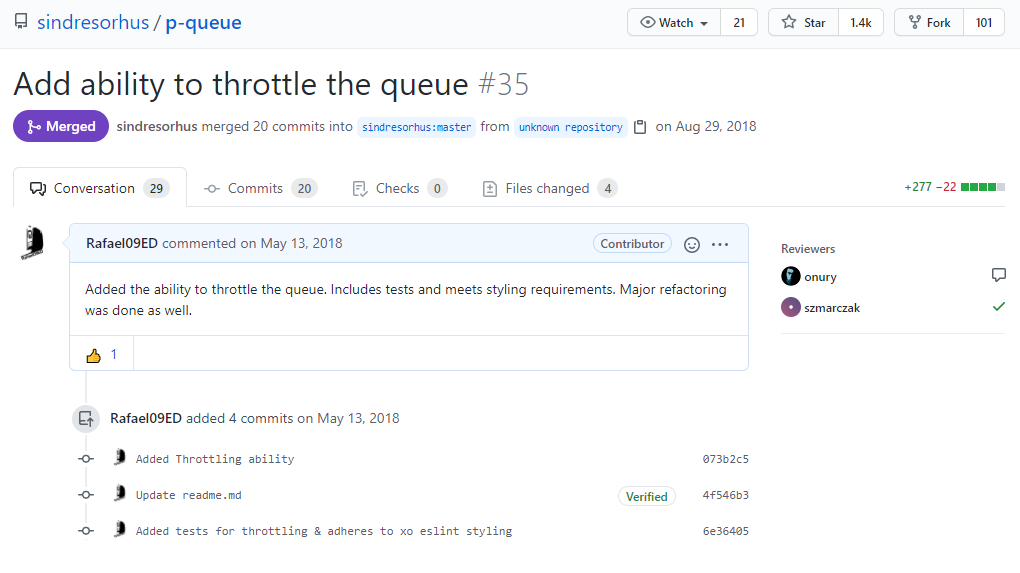 sindresorhus / p-queue
Watch 21 Star 1.4k Fork 101
Add ability to throttle the queue #35
Merged sindresorhus merged 20 commits into sindresorhus:master from unknown repository on Aug 29, 2018
Conversation 29 Commits 20 Checks 0 Files changed 4 +277 −22
Rafael09ED commented on May 13, 2018 Contributor
Added the ability to throttle the queue. Includes tests and meets styling requirements. Major refactoring
was done as well.
1
Reviewers
onury
szmarczak
Rafael09ED added 4 commits on May 13, 2018
Added Throttling ability 073b2c5
Update readme.md Verified 4f546b3
Added tests for throttling & adheres to xo eslint styling 6e36405